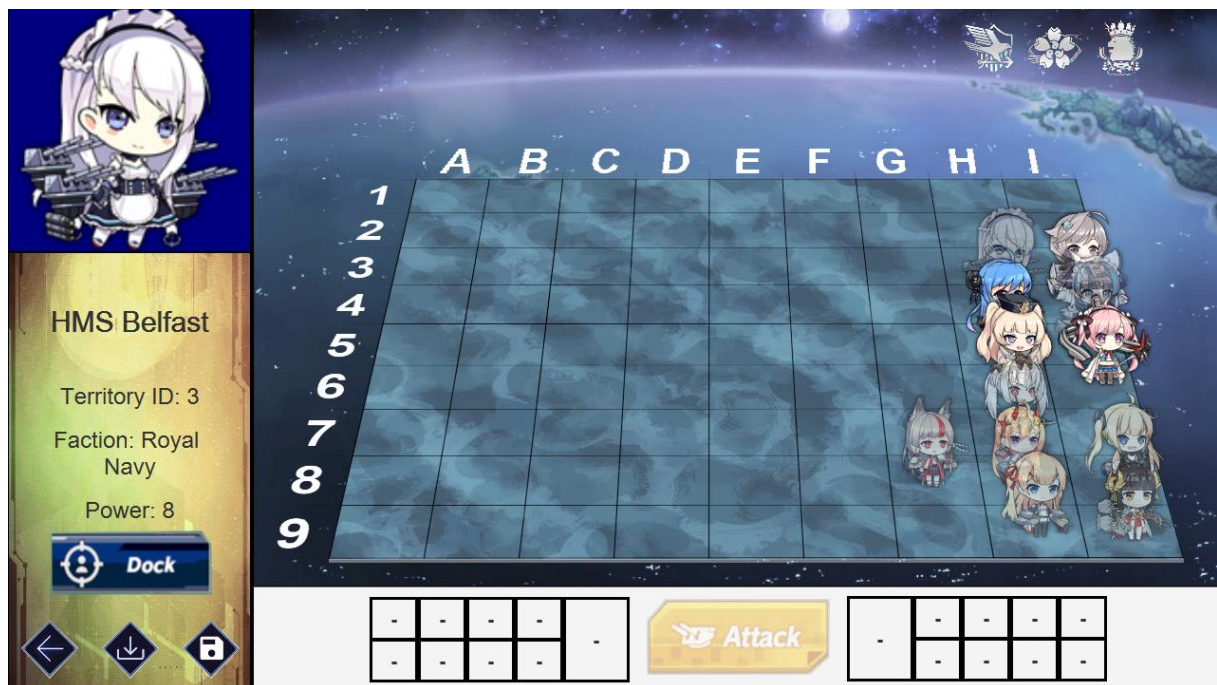 A B C D E F G H I
1
2
3
4
5
6
7
8
9
HMS Belfast
Territory ID: 3
Faction: Royal
Navy
Power: 8
Dock
- - - - -
- - - -
Attack
- - - - -
- - - -